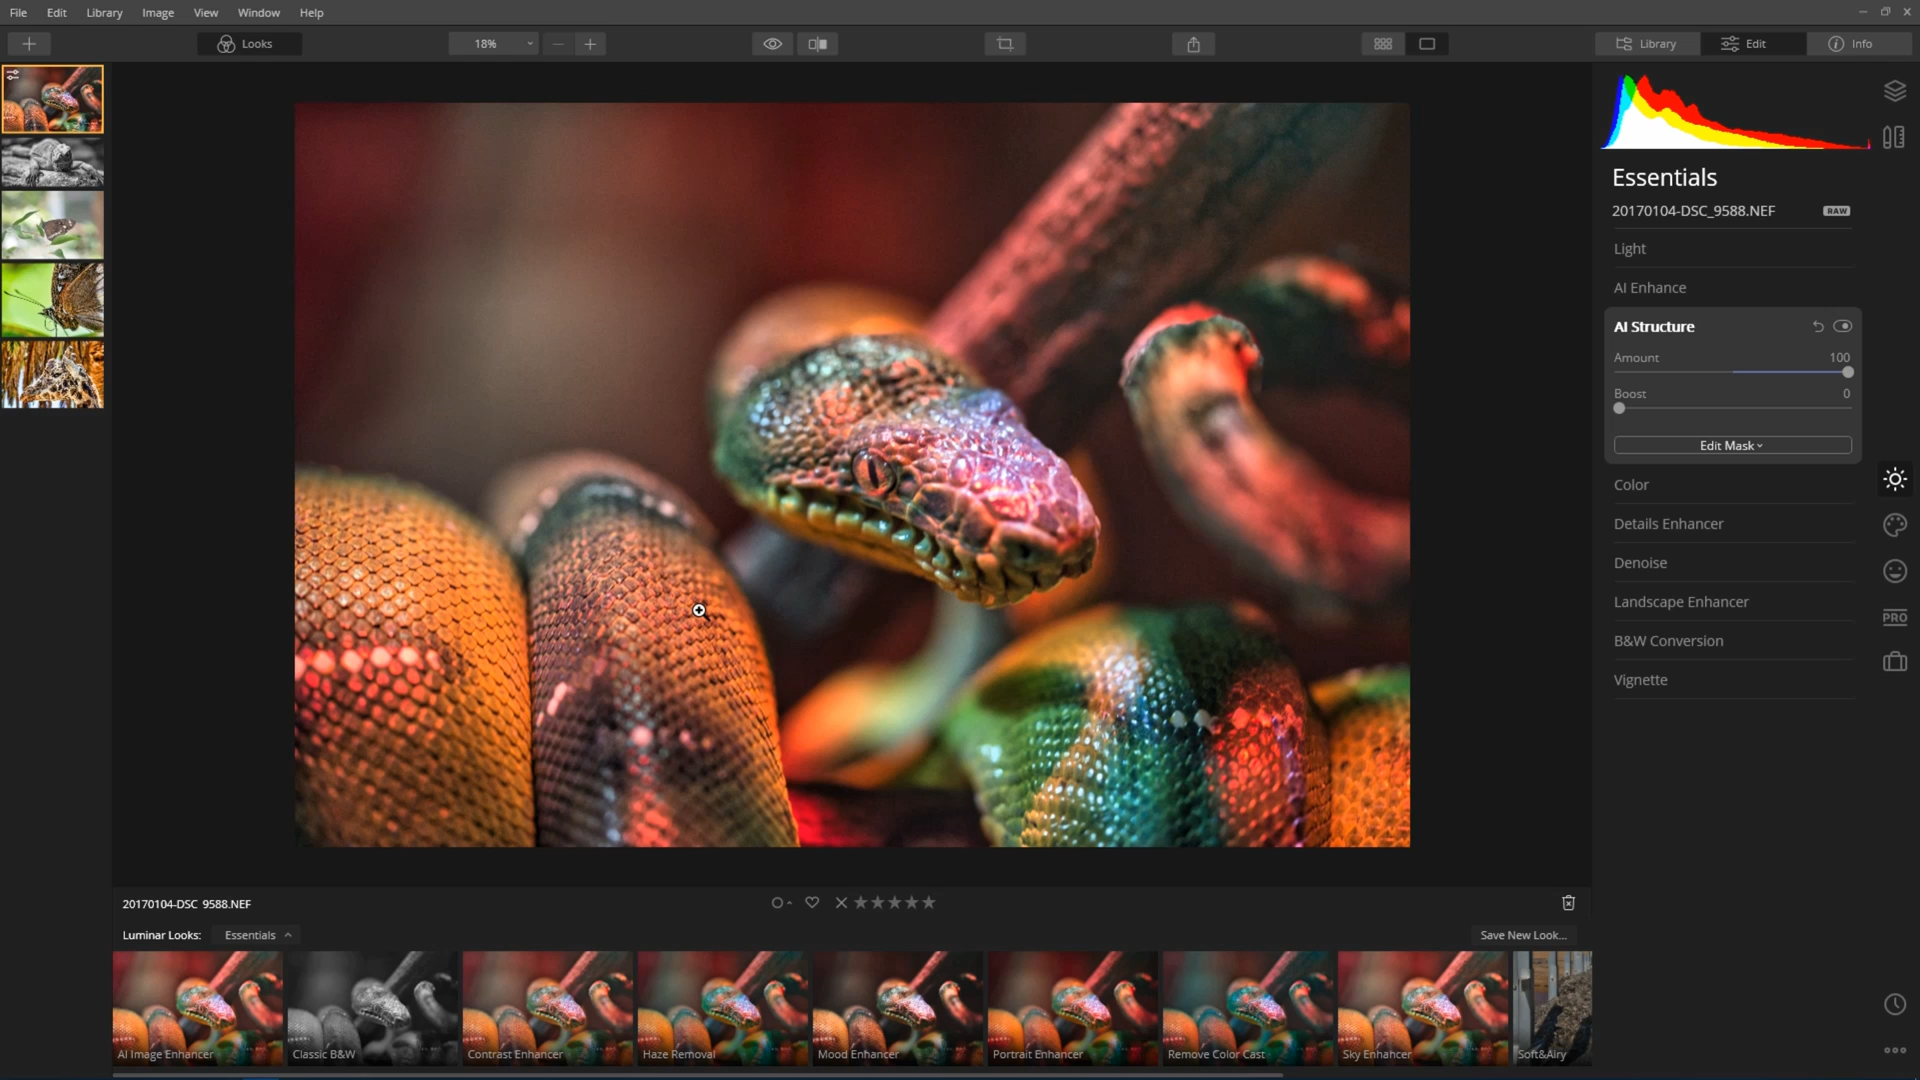 File Edit Library Image View Window Help
Looks 18% Library Edit Info
Essentials
20170104-DSC_9588.NEF RAW
Light
AI Enhance
AI Structure
Amount 100
Boost 0
Edit Mask
Color
Details Enhancer
Denoise
Landscape Enhancer
B&W Conversion
Vignette
PRO
20170104-DSC 9588.NEF
Luminar Looks: Essentials Save New Look...
AI Image Enhancer Classic B&W Contrast Enhancer Haze Removal Mood Enhancer Portrait Enhancer Remove Color Cast Sky Enhancer Soft&Airy